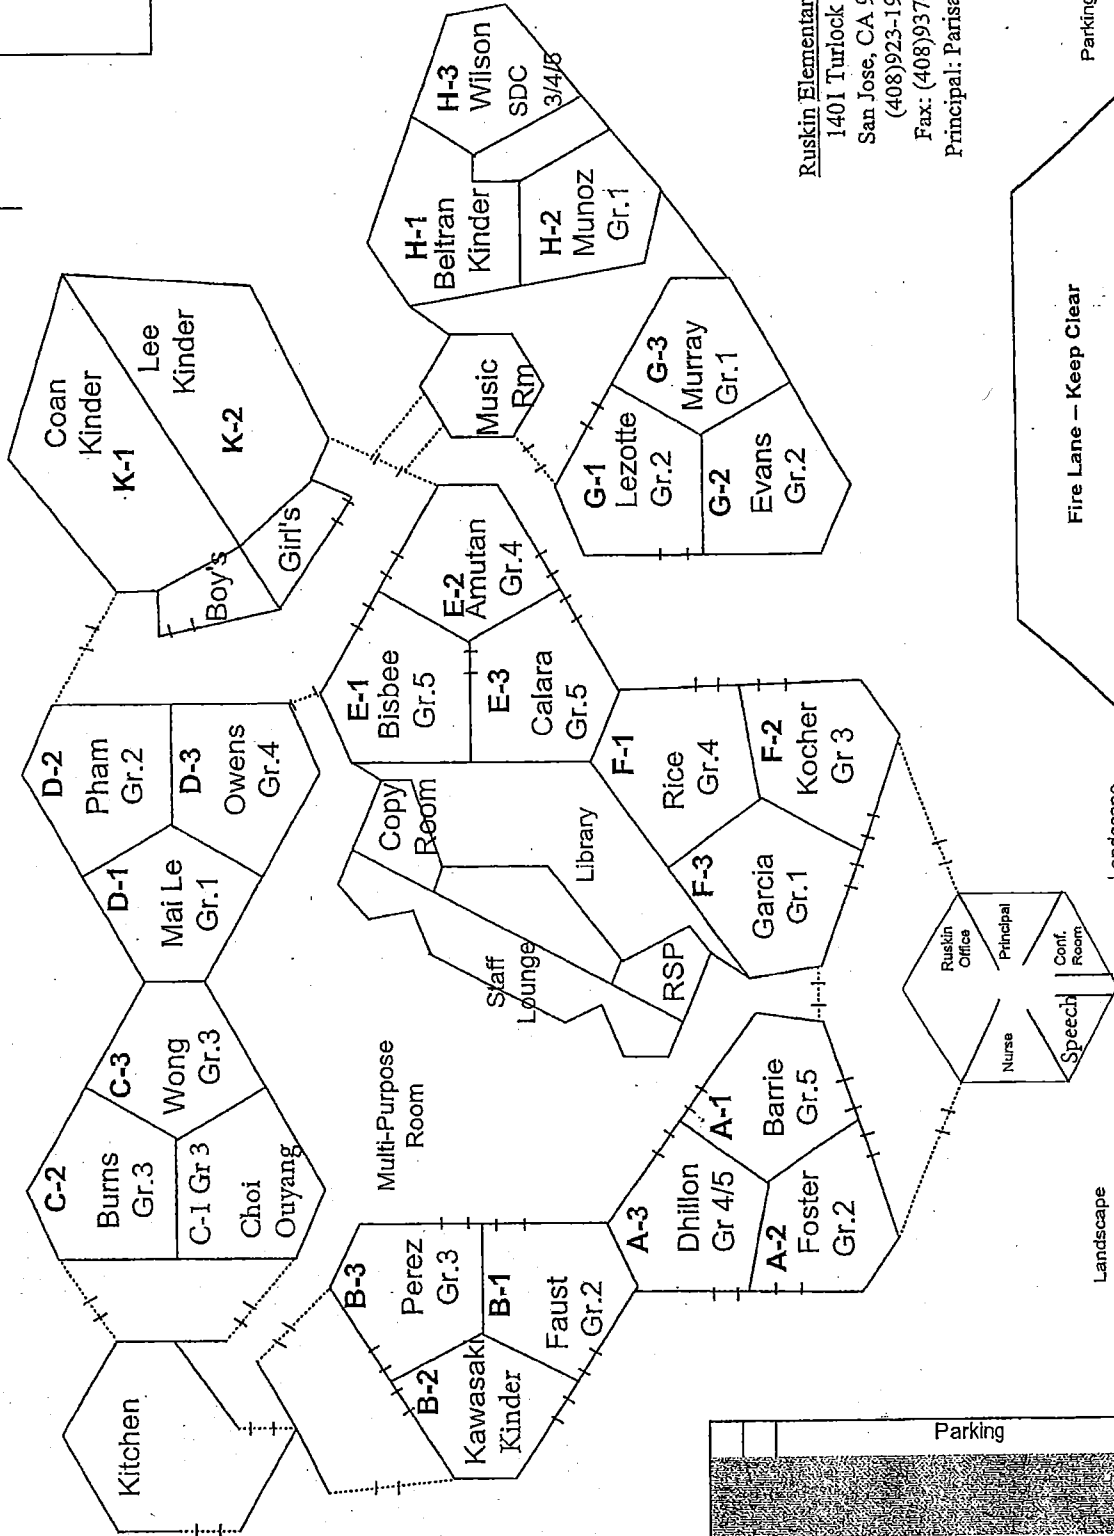 Kitchen
C-2
Burns
Gr.3
C-3
Wong
Gr.3
C-1 Gr 3
Choi
Ouyang
D-1
Mai Le
Gr.1
D-2
Pham
Gr.2
D-3
Owens
Gr.4
Coan
Kinder
K-1
Lee
Kinder
K-2
Boy's
Girl's
B-3
Perez
Gr.3
B-2
Kawasaki
Kinder
B-1
Faust
Gr.2
Multi-Purpose
Room
Staff
Lounge
Copy
Room
Library
RSP
E-1
Bisbee
Gr.5
E-2
Amutan
Gr.4
E-3
Calara
Gr.5
Music
Rm
H-1
Beltran
Kinder
H-3
Wilson
SDC
H-2
Munoz
Gr.1
G-1
Lezotte
Gr.2
G-3
Murray
Gr.1
G-2
Evans
Gr.2
A-3
Dhillon
Gr 4/5
A-1
Barrie
Gr.5
A-2
Foster
Gr.2
F-1
Rice
Gr.4
F-3
Garcia
Gr.1
F-2
Kocher
Gr 3
Ruskin
Office
Principal
Nurse
Conf.
Room
Speech
Ruskin Elementar
1401 Turlock
San Jose, CA 9
(408)923-19
Fax: (408)937
Principal: Parisa
Parking
Landscape
Fire Lane – Keep Clear
Parking